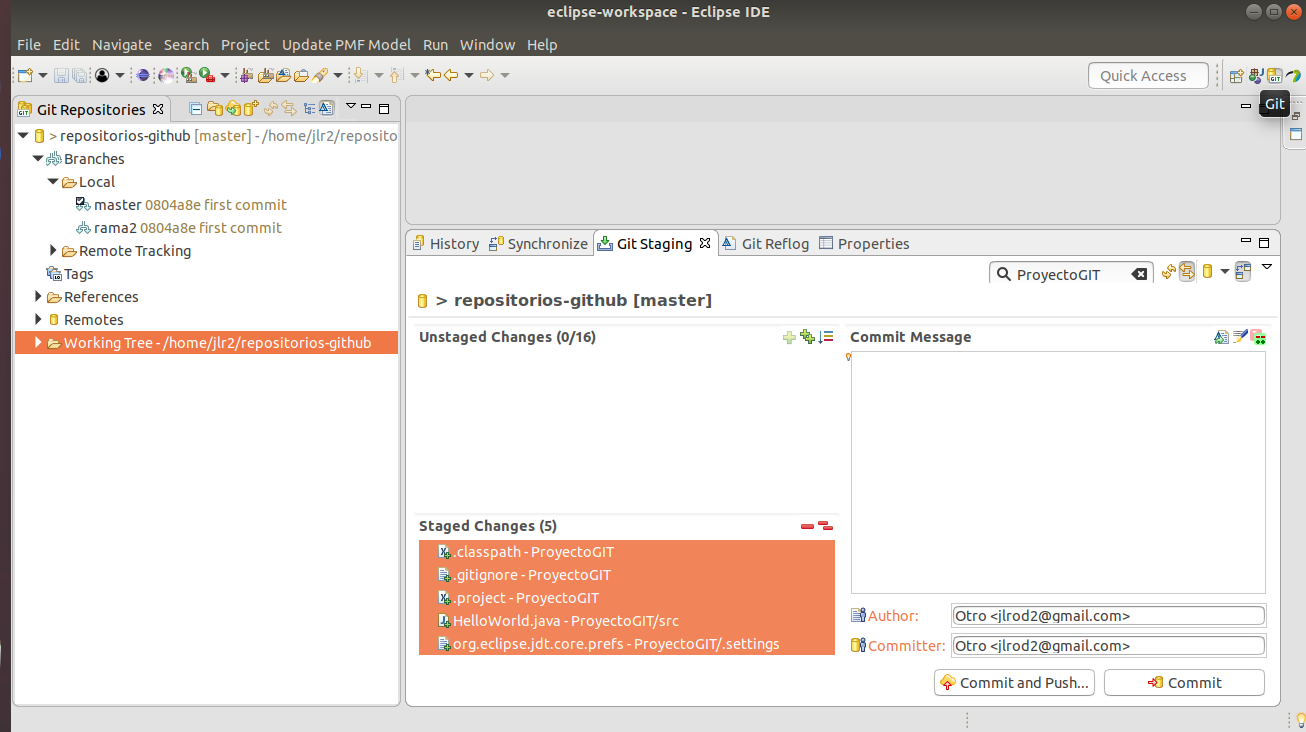 eclipse-workspace - Eclipse IDE
File Edit Navigate Search Project Update PMF Model Run Window Help
Quick Access
Git
Git Repositories
> repositorios-github [master] - /home/jlr2/reposito
Branches
Local
master 0804a8e first commit
rama2 0804a8e first commit
Remote Tracking
Tags
References
Remotes
Working Tree - /home/jlr2/repositorios-github
History Synchronize Git Staging Git Reflog Properties
ProyectoGIT
> repositorios-github [master]
Unstaged Changes (0/16)
Staged Changes (5)
.classpath - ProyectoGIT
.gitignore - ProyectoGIT
.project - ProyectoGIT
HelloWorld.java - ProyectoGIT/src
org.eclipse.jdt.core.prefs - ProyectoGIT/.settings
Commit Message
Author: Otro <jlrod2@gmail.com>
Committer: Otro <jlrod2@gmail.com>
Commit and Push... Commit